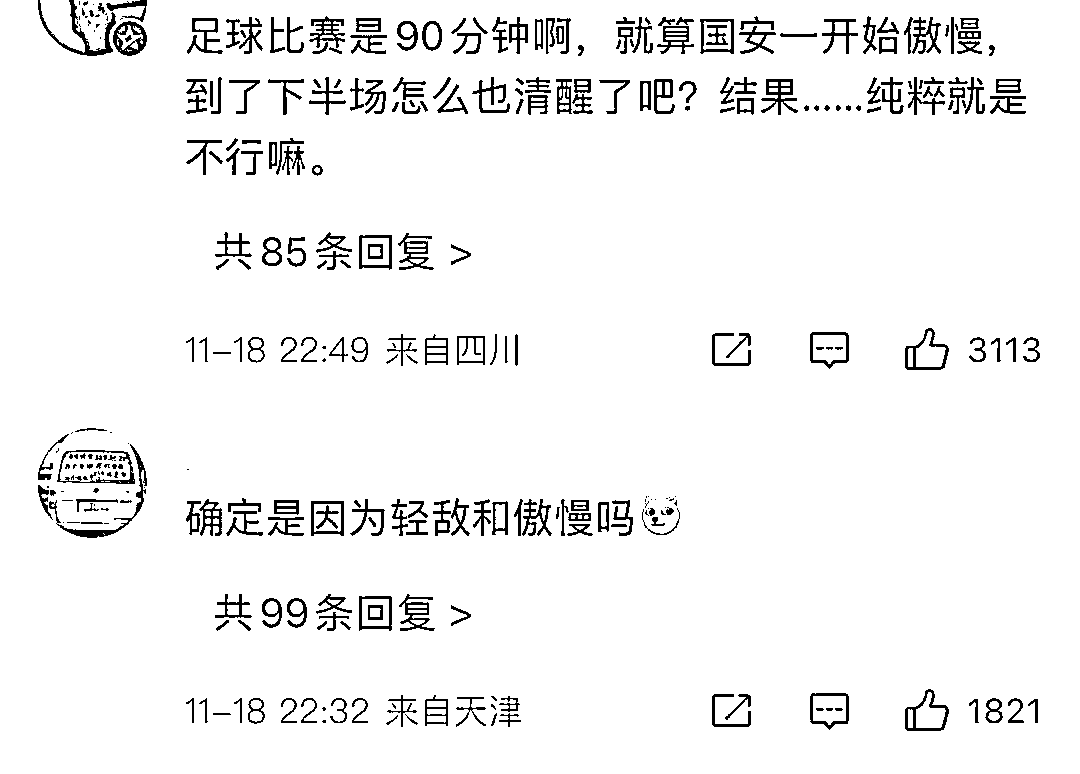 足球比赛是90分钟啊，就算国安一开始傲慢，
到了下半场怎么也清醒了吧？结果……纯粹就是
不行嘛。
共85条回复 >
11-18 22:49 来自四川 3113
确定是因为轻敌和傲慢吗
共99条回复 >
11-18 22:32 来自天津 1821